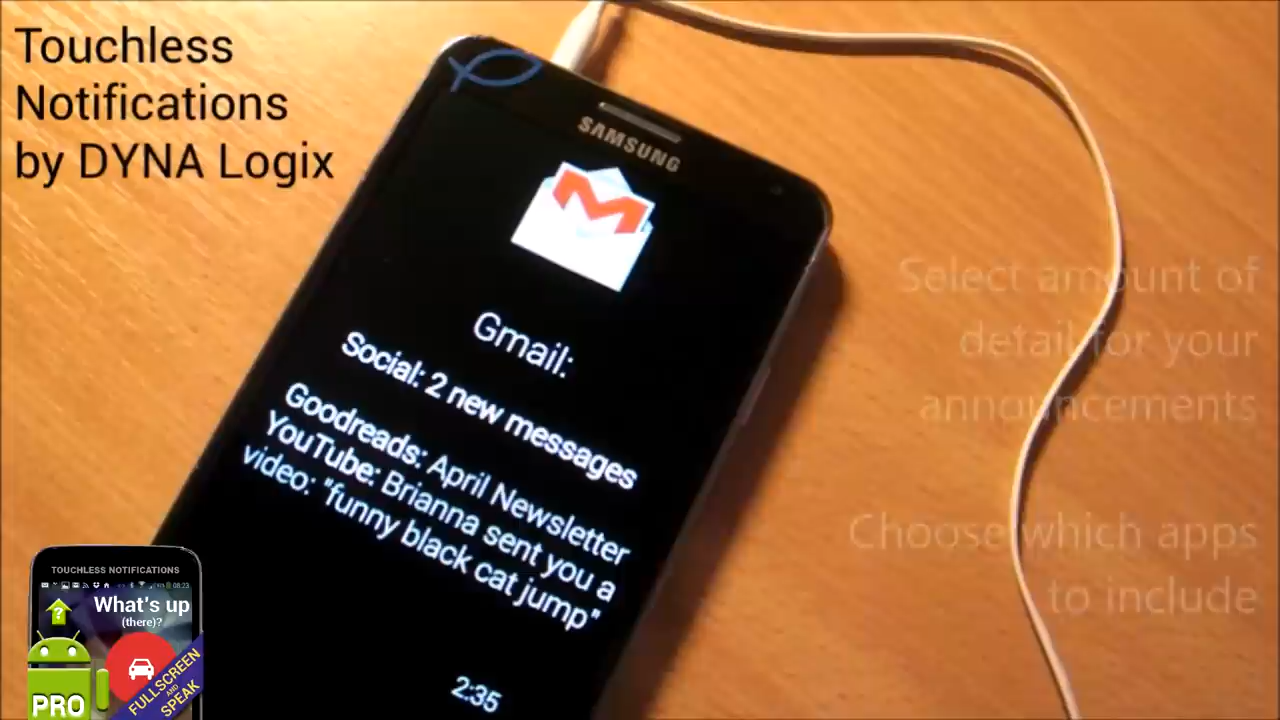 Touchless
Notifications
by DYNA Logix
SAMSUNG
Gmail:
Social: 2 new messages
Goodreads: April Newsletter
YouTube: Brianna sent you a
video: "funny black cat jump"
2:35
Select amount of
detail for your
announcements
Choose which apps
to include
TOUCHLESS NOTIFICATIONS
08:23
?
What's up
(there)?
FULLSCREEN
AND
SPEAK
PRO